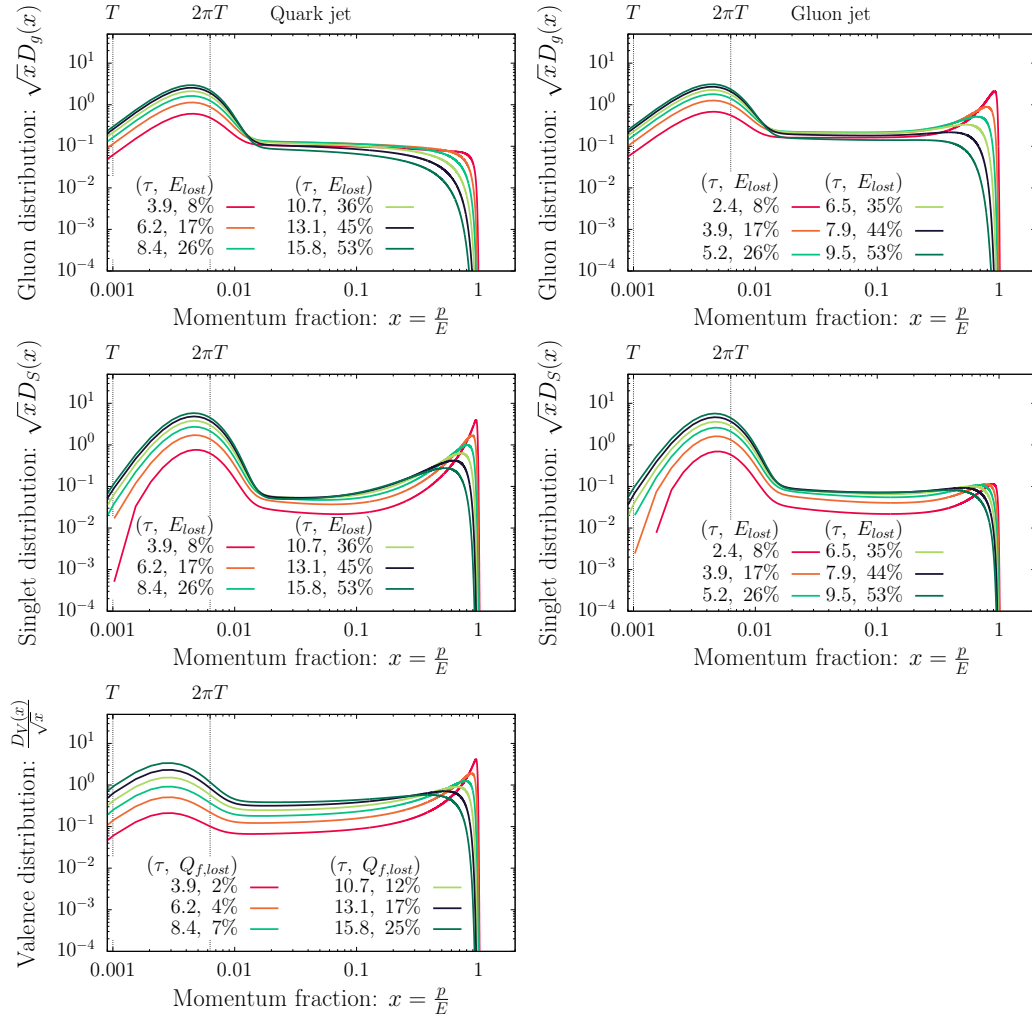 T 2πT Quark jet
Gluon distribution: √xD_g(x)
10^1
10^0
10^−1
10^−2
10^−3
10^−4
(τ, E_lost) (τ, E_lost)
3.9, 8% 10.7, 36%
6.2, 17% 13.1, 45%
8.4, 26% 15.8, 53%
0.001 0.01 0.1 1
Momentum fraction: x = p/E
T 2πT Gluon jet
Gluon distribution: √xD_g(x)
10^1
10^0
10^−1
10^−2
10^−3
10^−4
(τ, E_lost) (τ, E_lost)
2.4, 8% 6.5, 35%
3.9, 17% 7.9, 44%
5.2, 26% 9.5, 53%
0.001 0.01 0.1 1
Momentum fraction: x = p/E
T 2πT
Singlet distribution: √xD_S(x)
10^1
10^0
10^−1
10^−2
10^−3
10^−4
(τ, E_lost) (τ, E_lost)
3.9, 8% 10.7, 36%
6.2, 17% 13.1, 45%
8.4, 26% 15.8, 53%
0.001 0.01 0.1 1
Momentum fraction: x = p/E
T 2πT
Singlet distribution: √xD_S(x)
10^1
10^0
10^−1
10^−2
10^−3
10^−4
(τ, E_lost) (τ, E_lost)
2.4, 8% 6.5, 35%
3.9, 17% 7.9, 44%
5.2, 26% 9.5, 53%
0.001 0.01 0.1 1
Momentum fraction: x = p/E
T 2πT
Valence distribution: D_V(x)/√x
10^1
10^0
10^−1
10^−2
10^−3
10^−4
(τ, Q_f,lost) (τ, Q_f,lost)
3.9, 2% 10.7, 12%
6.2, 4% 13.1, 17%
8.4, 7% 15.8, 25%
0.001 0.01 0.1 1
Momentum fraction: x = p/E